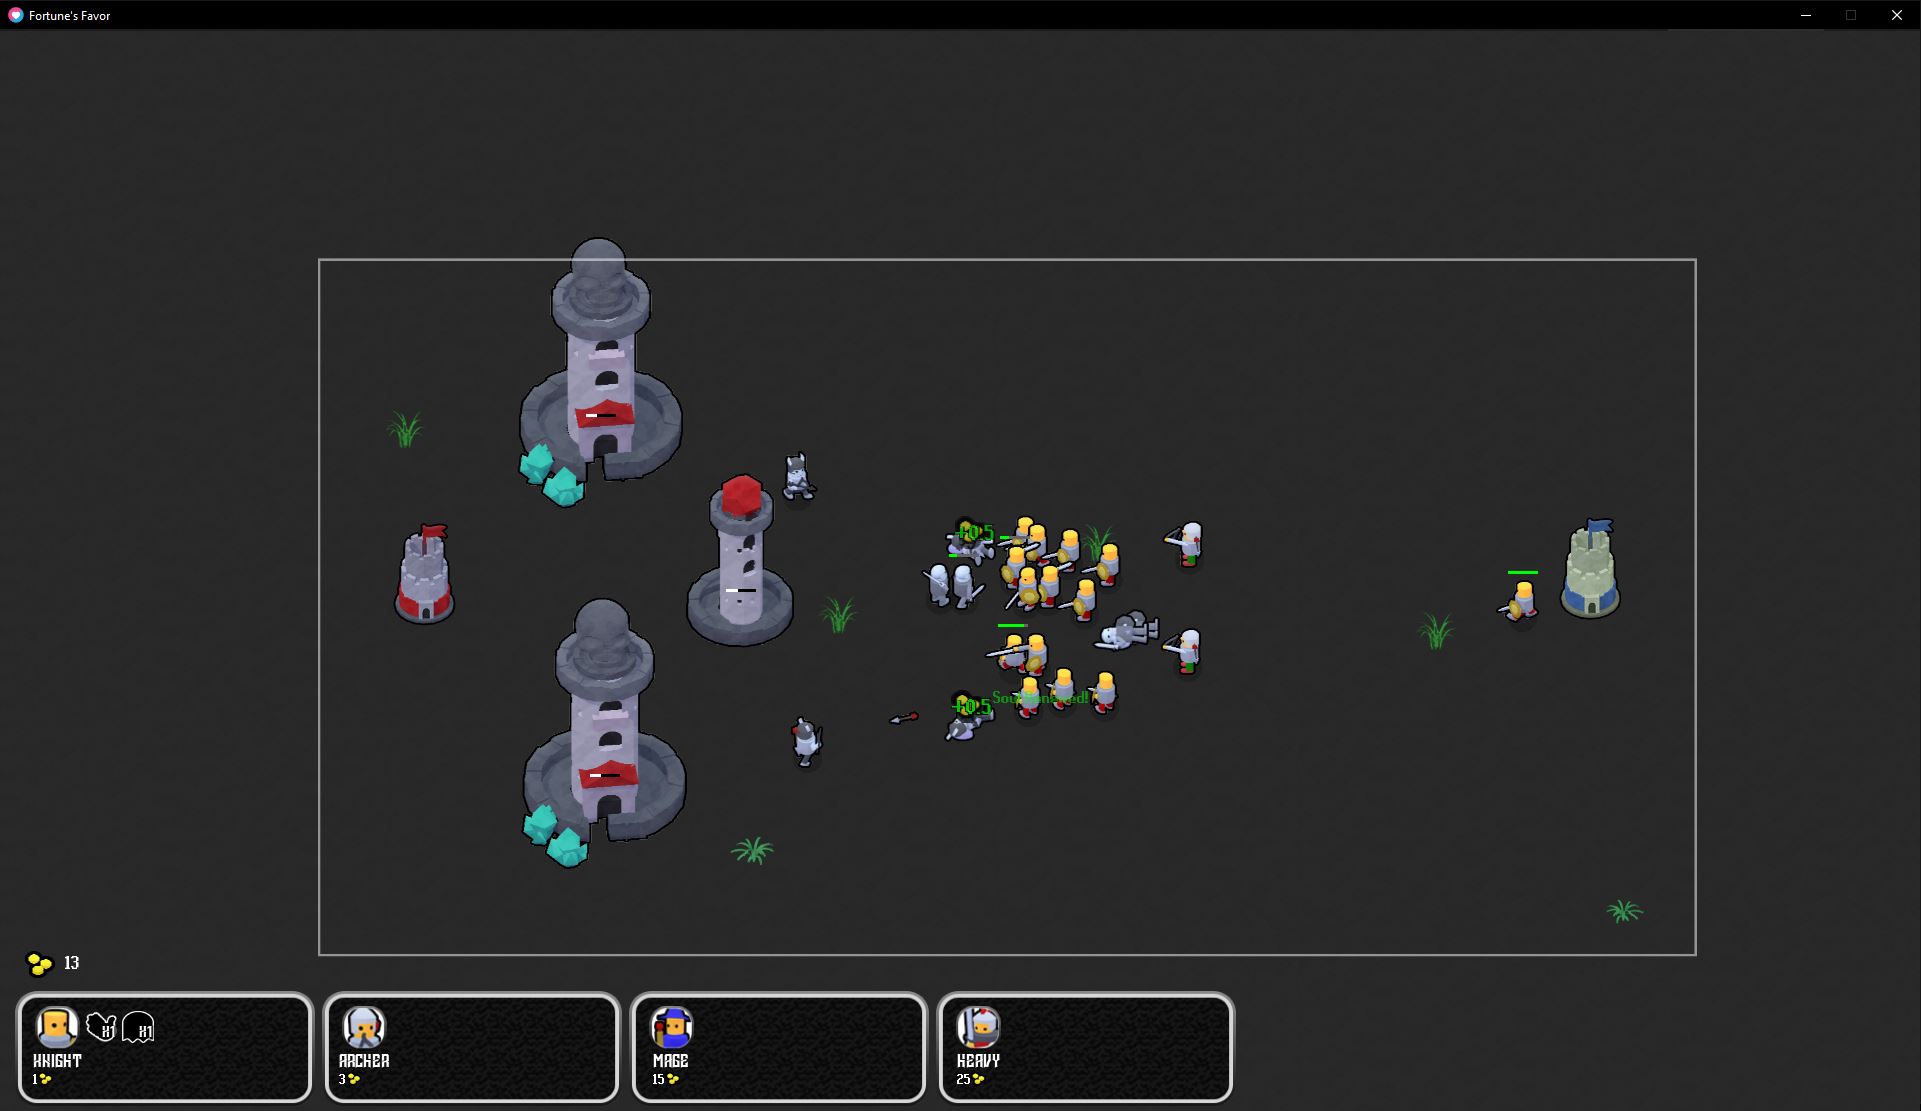 Fortune's Favor
+0.5
+0.5
13
X1
X1
KNIGHT
1
ARCHER
3
MAGE
15
HEAVY
25